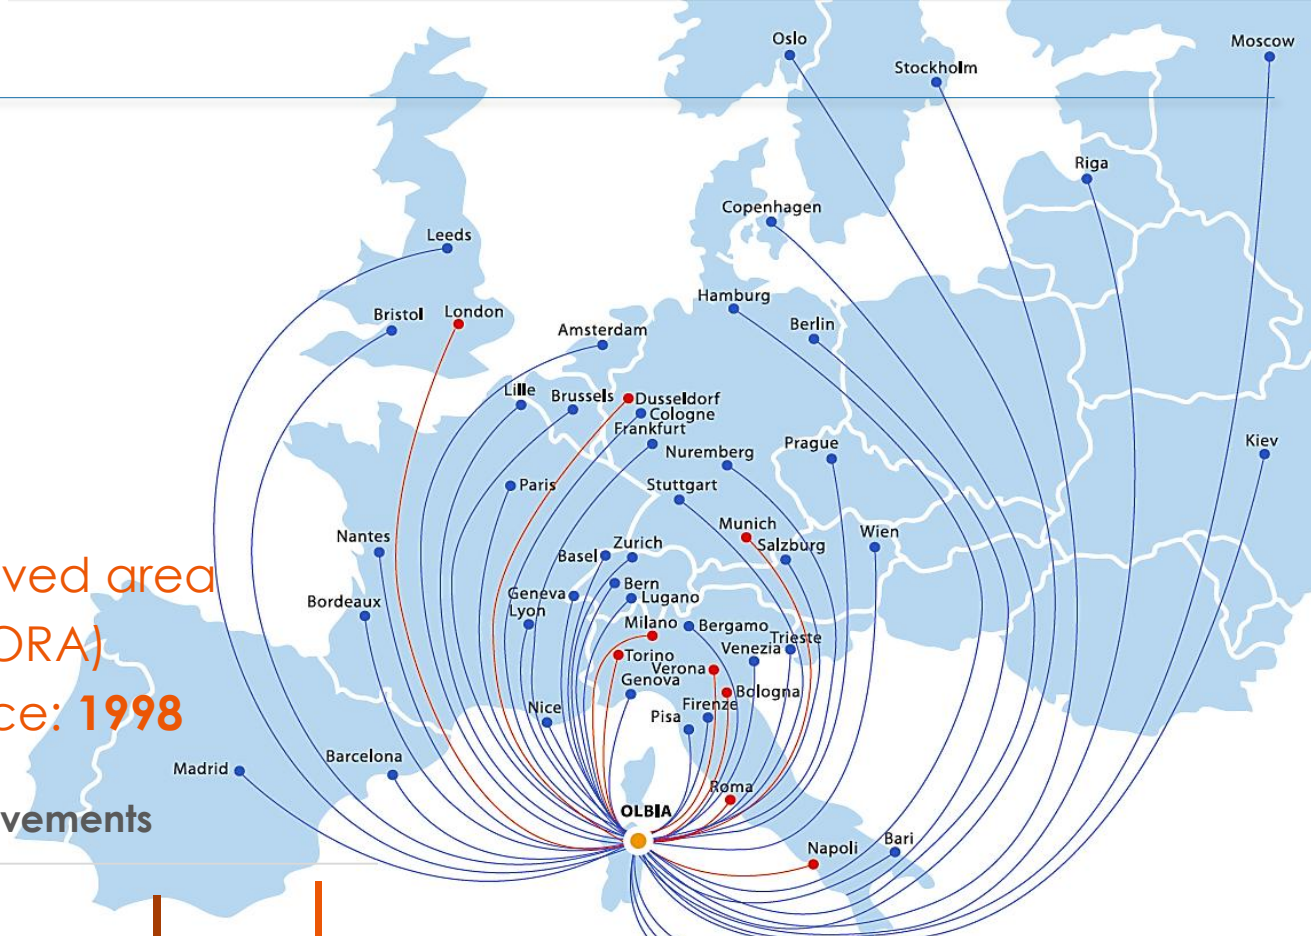 Oslo
Moscow
Stockholm
Riga
Copenhagen
Leeds
Hamburg
Bristol London
Berlin
Amsterdam
Lille
Brussels Dusseldorf
Cologne
Frankfurt
Kiev
Prague
Nuremberg
Paris
Stuttgart
Munich
Nantes
Wien
Zurich
Salzburg
Basel
ved area
Bern
Geneva
Lugano
Bordeaux
Lyon
Milano Bergamo
ORA)
Trieste
Venezia
Torino
Verona
Genova
Bologna
Nice
Firenze
Pisa
ce: 1998
Barcelona
Madrid
Roma
OLBIA
vements
Bari
Napoli